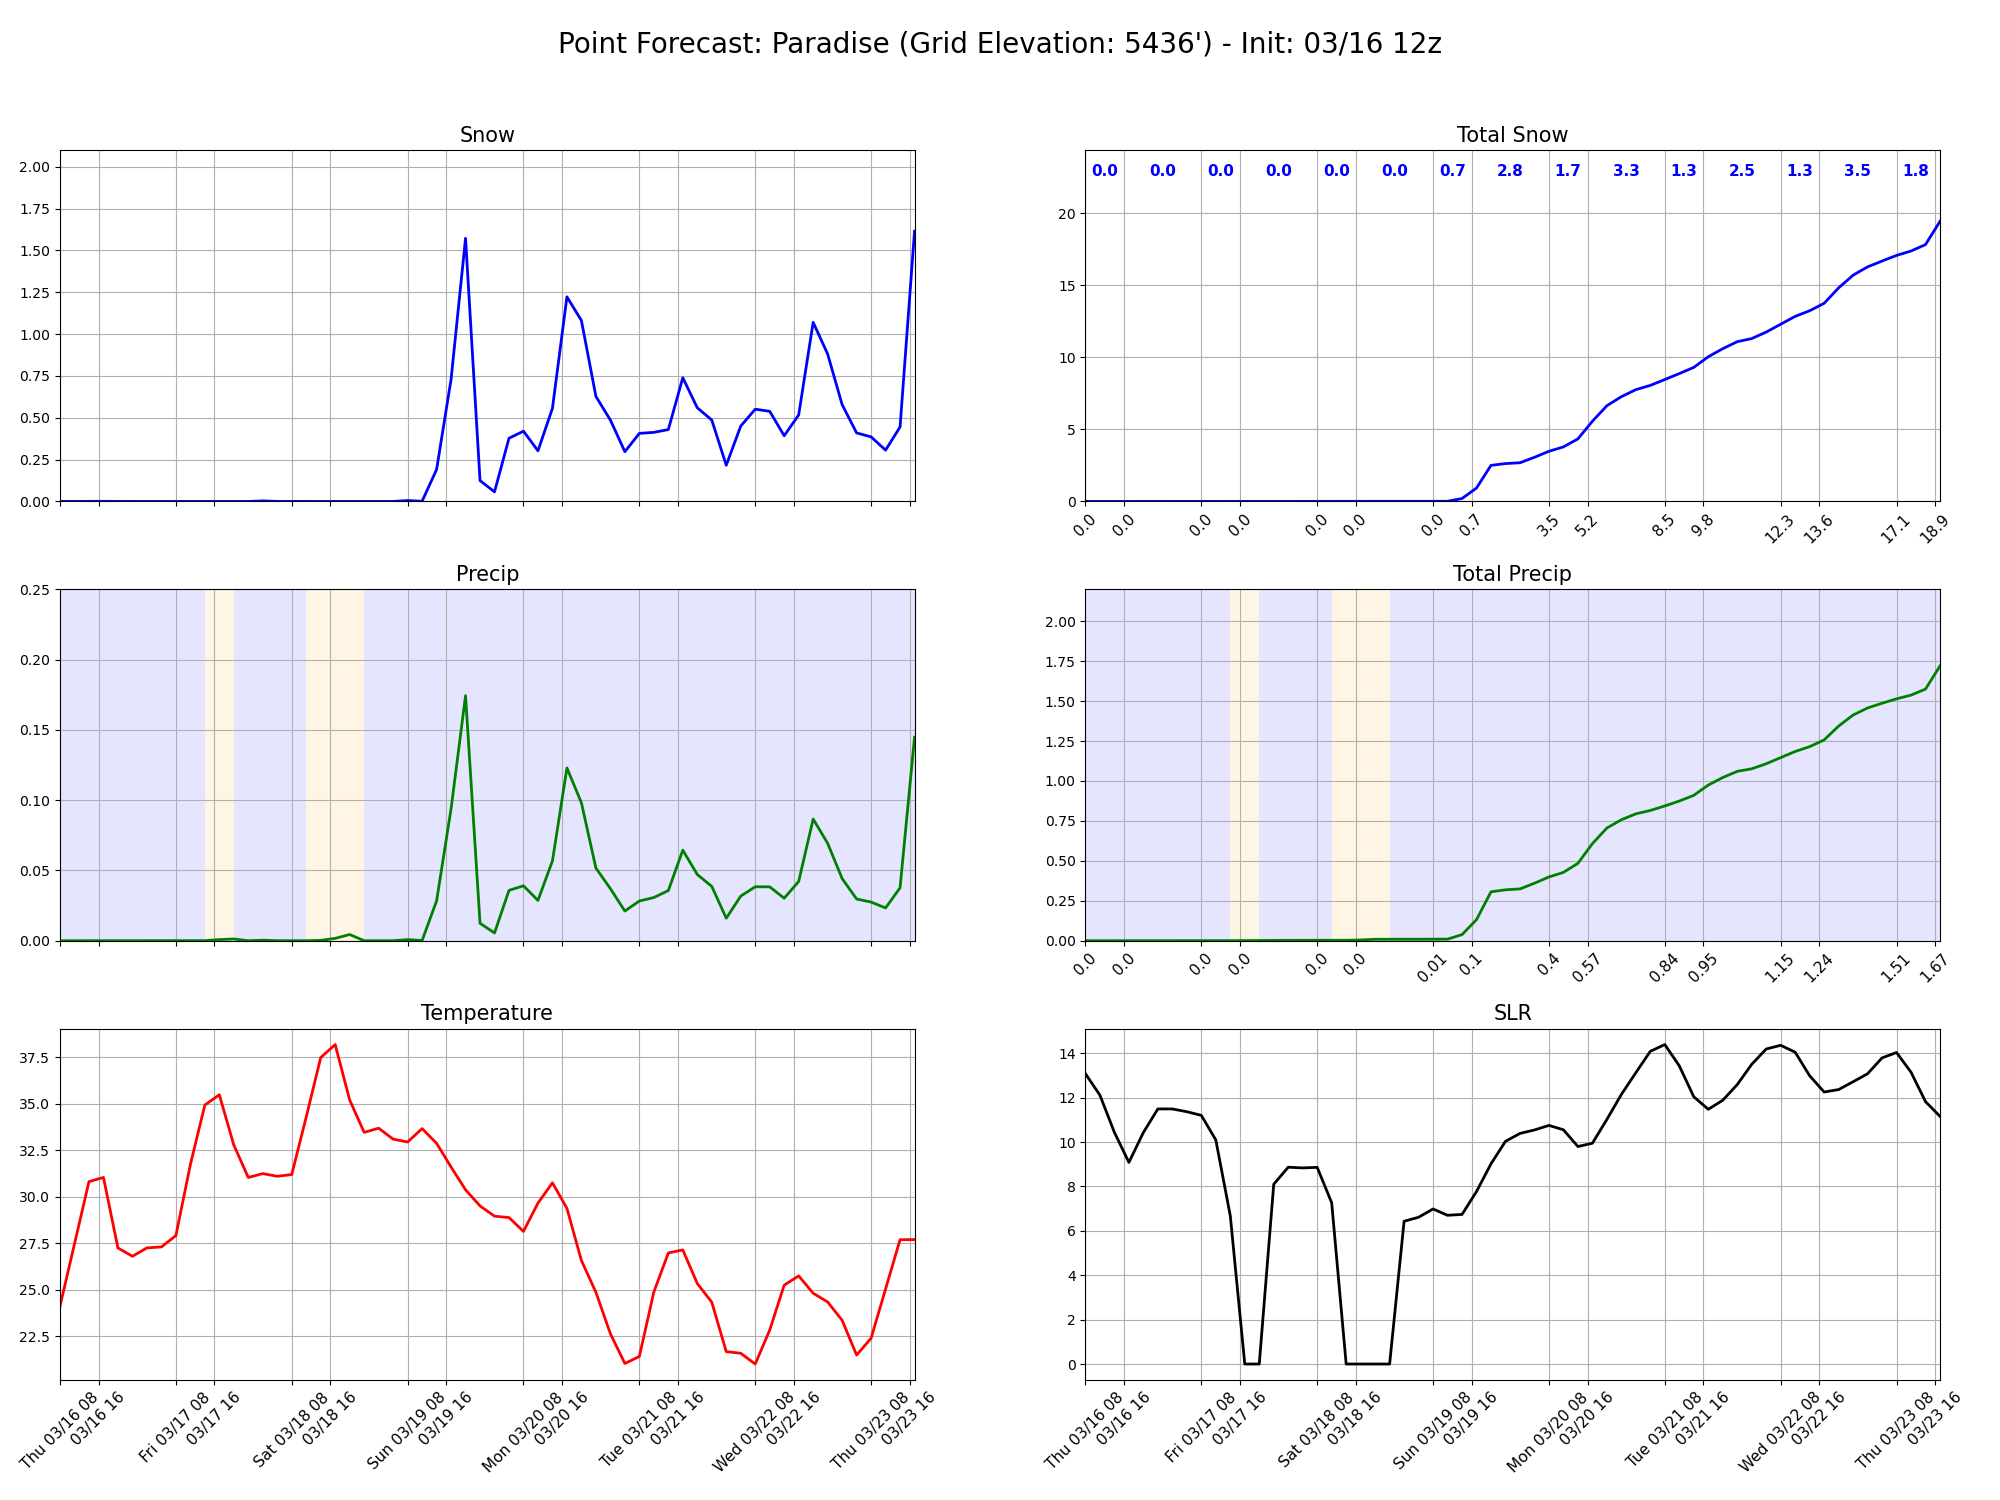 Point Forecast: Paradise (Grid Elevation: 5436') - Init: 03/16 12z
Snow
2.00
1.75
1.50
1.25
1.00
0.75
0.50
0.25
0.00
Total Snow
0.0 0.0 0.0 0.0 0.0 0.0 0.7 2.8 1.7 3.3 1.3 2.5 1.3 3.5 1.8
20
15
10
5
0
0.0 0.0 0.0 0.0 0.0 0.0 0.0 0.7 3.5 5.2 8.5 9.8 12.3 13.6 17.1 18.9
Precip
0.25
0.20
0.15
0.10
0.05
0.00
Total Precip
2.00
1.75
1.50
1.25
1.00
0.75
0.50
0.25
0.00
0.0 0.0 0.0 0.0 0.0 0.0 0.01 0.1 0.4 0.57 0.84 0.95 1.15 1.24 1.51 1.67
Temperature
37.5
35.0
32.5
30.0
27.5
25.0
22.5
Thu 03/16 08
03/16 16
Fri 03/17 08
03/17 16
Sat 03/18 08
03/18 16
Sun 03/19 08
03/19 16
Mon 03/20 08
03/20 16
Tue 03/21 08
03/21 16
Wed 03/22 08
03/22 16
Thu 03/23 08
03/23 16
SLR
14
12
10
8
6
4
2
0
Thu 03/16 08
03/16 16
Fri 03/17 08
03/17 16
Sat 03/18 08
03/18 16
Sun 03/19 08
03/19 16
Mon 03/20 08
03/20 16
Tue 03/21 08
03/21 16
Wed 03/22 08
03/22 16
Thu 03/23 08
03/23 16